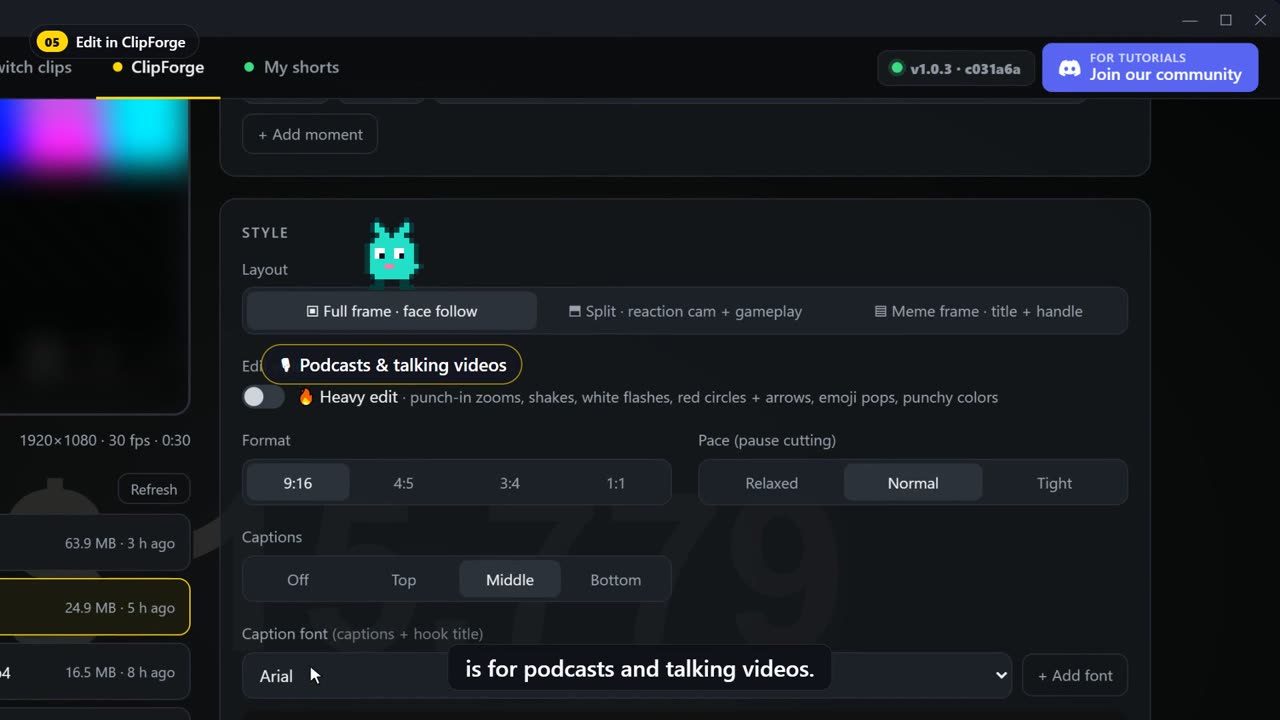 05 Edit in ClipForge
witch clips
ClipForge
My shorts
v1.0.3 · c031a6a
FOR TUTORIALS
Join our community
+ Add moment
STYLE
Layout
Full frame · face follow
Split · reaction cam + gameplay
Meme frame · title + handle
Edi
Podcasts & talking videos
🔥 Heavy edit · punch-in zooms, shakes, white flashes, red circles + arrows, emoji pops, punchy colors
1920×1080 · 30 fps · 0:30
Format
Pace (pause cutting)
Refresh
9:16
4:5
3:4
1:1
Relaxed
Normal
Tight
$15.779
63.9 MB · 3 h ago
Captions
Off
Top
Middle
Bottom
24.9 MB · 5 h ago
Caption font (captions + hook title)
p4
16.5 MB · 8 h ago
Arial
is for podcasts and talking videos.
+ Add font